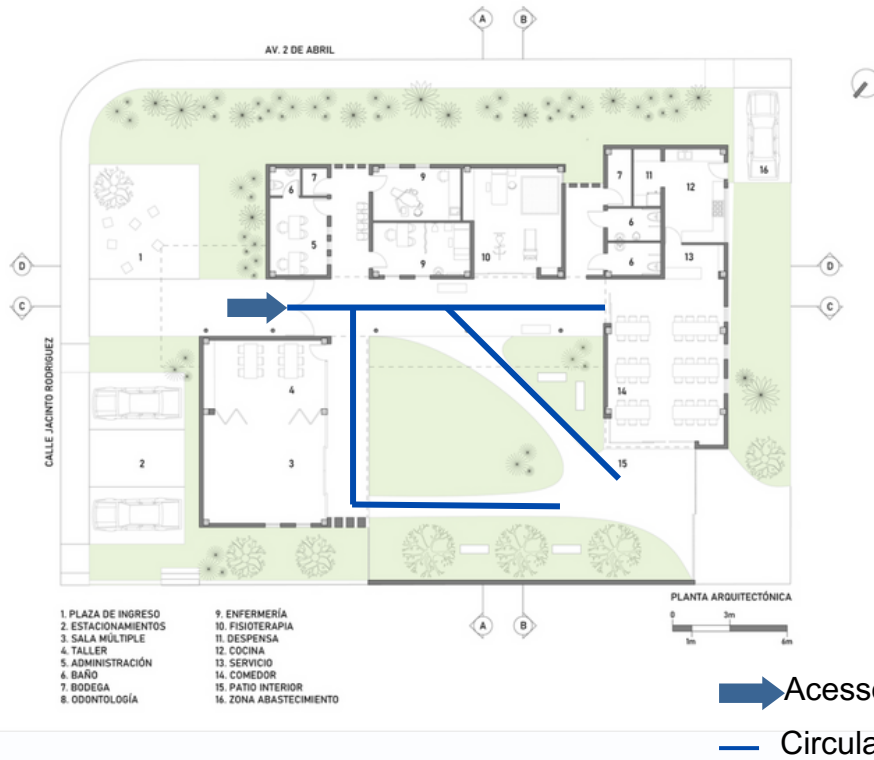 A B
AV. 2 DE ABRIL
16
7
6
9
7
11
12
6
5
1
9
10
6
13
D D
C C
CALLE JACINTO RODRIGUEZ
4
14
2
3
15
A B
PLANTA ARQUITECTÓNICA
0 3m
1m 6m
1. PLAZA DE INGRESO
2. ESTACIONAMIENTOS
3. SALA MÚLTIPLE
4. TALLER
5. ADMINISTRACIÓN
6. BAÑO
7. BODEGA
8. ODONTOLOGÍA
9. ENFERMERÍA
10. FISIOTERAPIA
11. DESPENSA
12. COCINA
13. SERVICIO
14. COMEDOR
15. PATIO INTERIOR
16. ZONA ABASTECIMIENTO
Acesso
Circula